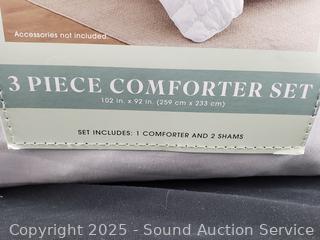 Accessories not included.
3 PIECE COMFORTER SET
102 in. x 92 in. (259 cm x 233 cm)
SET INCLUDES: 1 COMFORTER AND 2 SHAMS
Copyright 2025 - Sound Auction Service